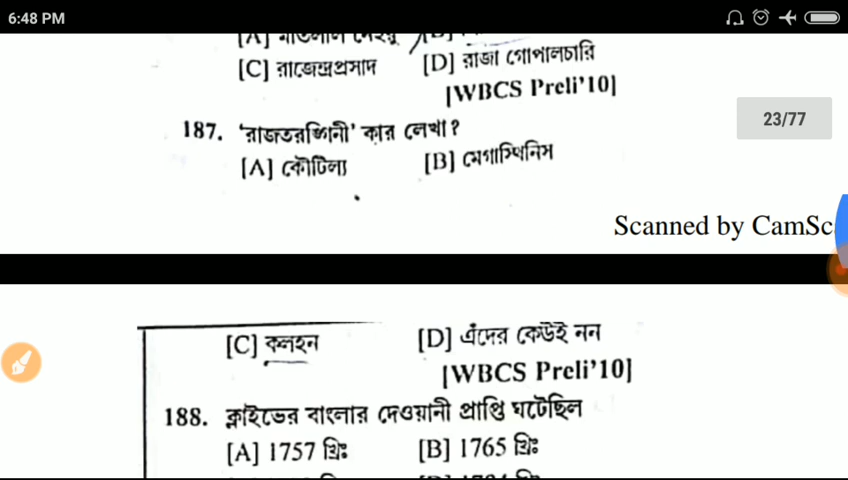 6:48 PM
[C] রাজেন্দ্রপ্রসাদ [D] রাজা গোপালচারি
[WBCS Preli'10]
23/77
187. 'রাজতরঙ্গিনী' কার লেখা?
[A] কৌটিল্য [B] মেগাস্থিনিস
Scanned by CamSc
[C] কলহন [D] এঁদের কেউই নন
[WBCS Preli'10]
188. ক্লাইভের বাংলার দেওয়ানী প্রাপ্তি ঘটেছিল
[A] 1757 খ্রিঃ [B] 1765 খ্রিঃ